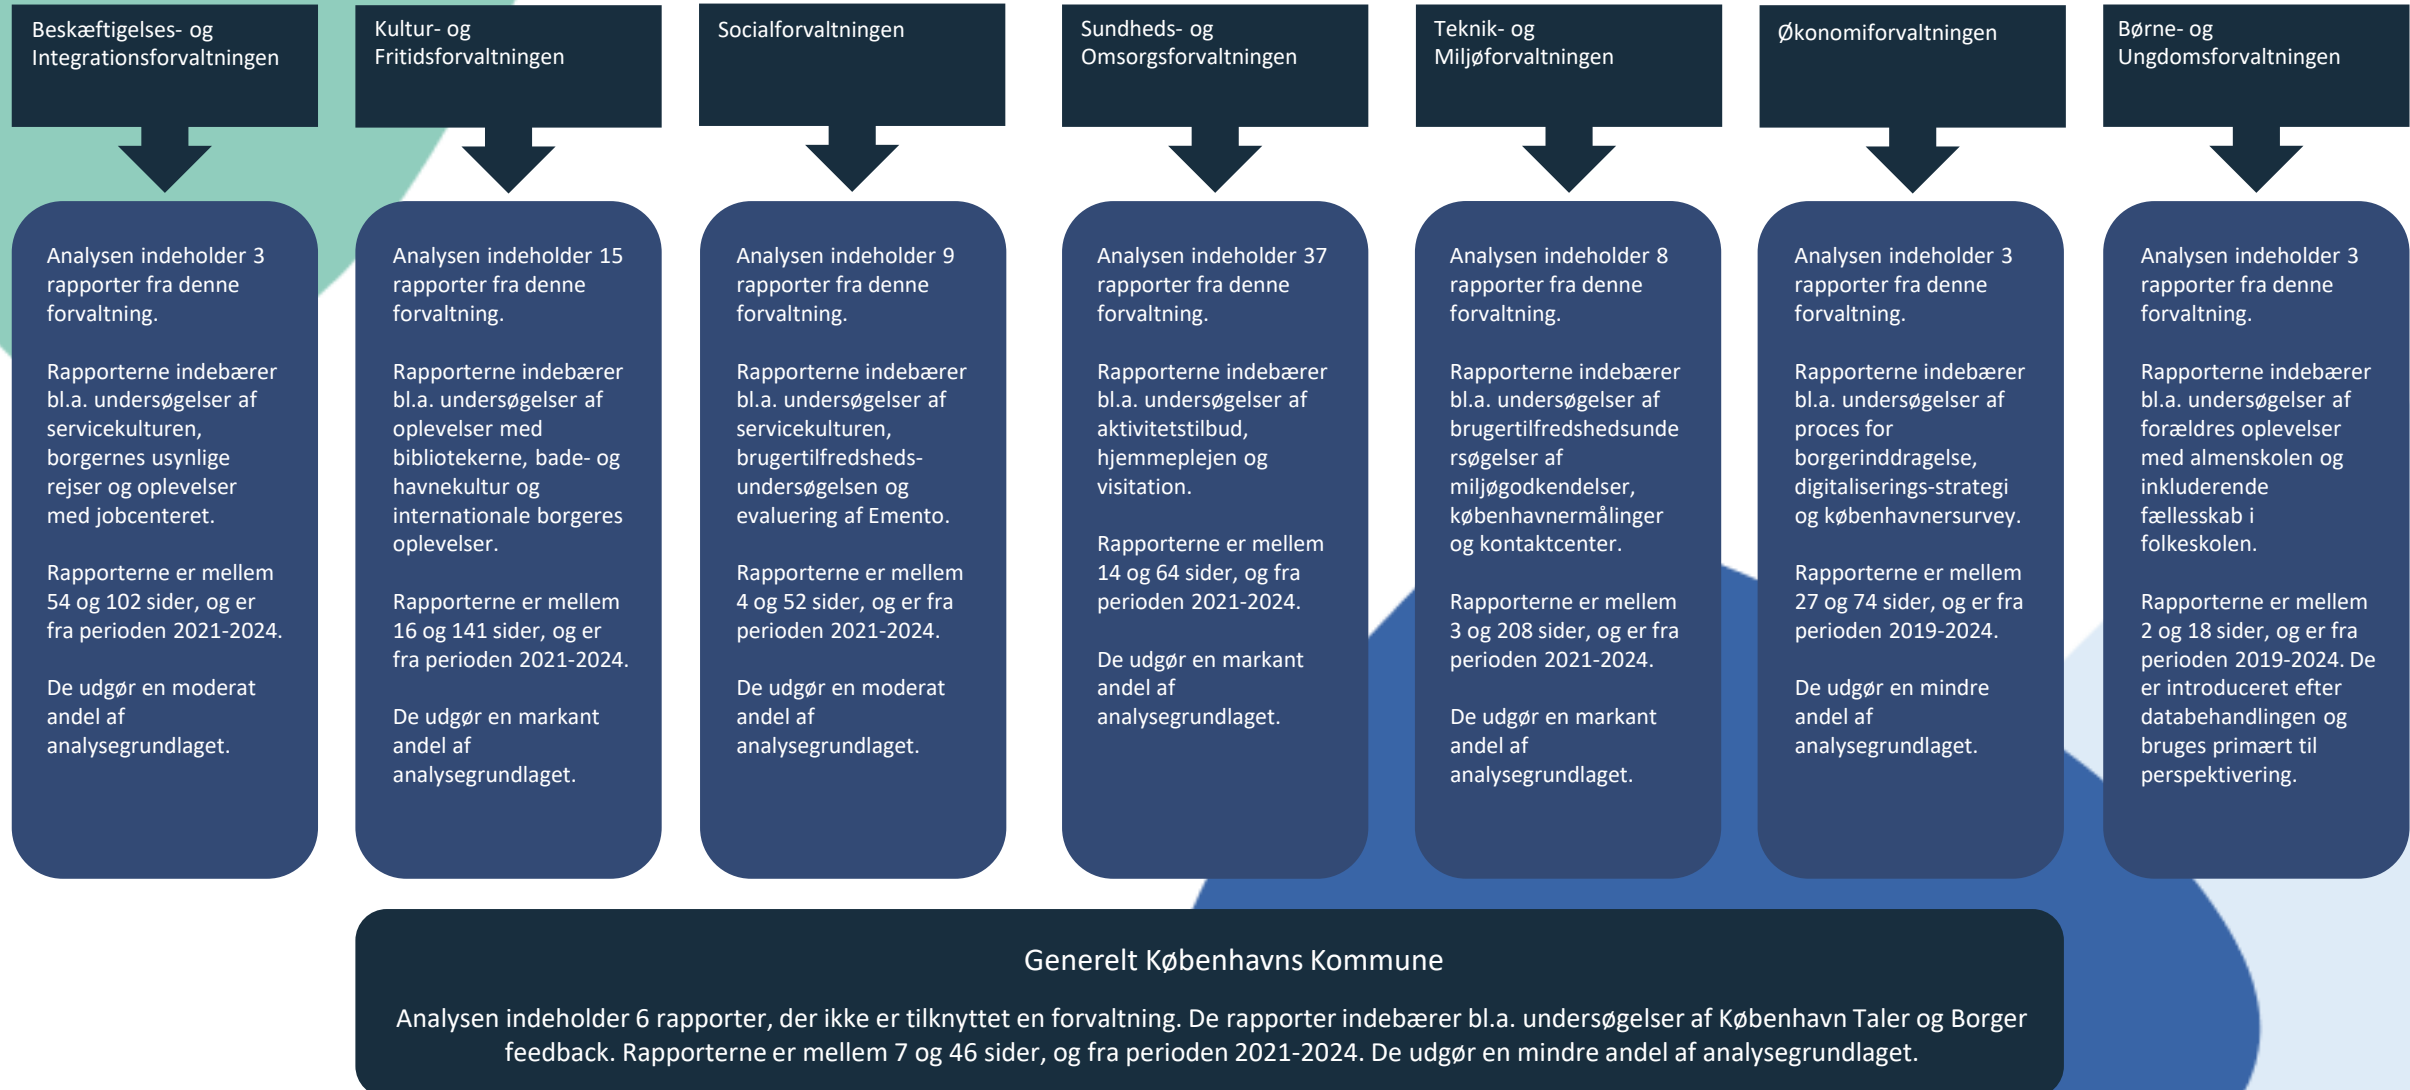 Beskæftigelses- og
Integrationsforvaltningen
Analysen indeholder 3
rapporter fra denne
forvaltning.
Rapporterne indebærer
bl.a. undersøgelser af
servicekulturen,
borgernes usynlige
rejser og oplevelser
med jobcenteret.
Rapporterne er mellem
54 og 102 sider, og er
fra perioden 2021-2024.
De udgør en moderat
andel af
analysegrundlaget.
Kultur- og
Fritidsforvaltningen
Analysen indeholder 15
rapporter fra denne
forvaltning.
Rapporterne indebærer
bl.a. undersøgelser af
oplevelser med
bibliotekerne, bade- og
havnekultur og
internationale borgeres
oplevelser.
Rapporterne er mellem
16 og 141 sider, og er
fra perioden 2021-2024.
De udgør en markant
andel af
analysegrundlaget.
Socialforvaltningen
Analysen indeholder 9
rapporter fra denne
forvaltning.
Rapporterne indebærer
bl.a. undersøgelser af
servicekulturen,
brugertilfredsheds-
undersøgelsen og
evaluering af Emento.
Rapporterne er mellem
4 og 52 sider, og er fra
perioden 2021-2024.
De udgør en moderat
andel af
analysegrundlaget.
Sundheds- og
Omsorgsforvaltningen
Analysen indeholder 37
rapporter fra denne
forvaltning.
Rapporterne indebærer
bl.a. undersøgelser af
aktivitetstilbud,
hjemmeplejen og
visitation.
Rapporterne er mellem
14 og 64 sider, og fra
perioden 2021-2024.
De udgør en markant
andel af
analysegrundlaget.
Teknik- og
Miljøforvaltningen
Analysen indeholder 8
rapporter fra denne
forvaltning.
Rapporterne indebærer
bl.a. undersøgelser af
brugertilfredshedsunde
rsøgelser af
miljøgodkendelser,
københavnermålinger
og kontaktcenter.
Rapporterne er mellem
3 og 208 sider, og er fra
perioden 2021-2024.
De udgør en markant
andel af
analysegrundlaget.
Økonomiforvaltningen
Analysen indeholder 3
rapporter fra denne
forvaltning.
Rapporterne indebærer
bl.a. undersøgelser af
proces for
borgerinddragelse,
digitaliserings-strategi
og københavnersurvey.
Rapporterne er mellem
27 og 74 sider, og er fra
perioden 2019-2024.
De udgør en mindre
andel af
analysegrundlaget.
Børne- og
Ungdomsforvaltningen
Analysen indeholder 3
rapporter fra denne
forvaltning.
Rapporterne indebærer
bl.a. undersøgelser af
forældres oplevelser
med almenskolen og
inkluderende
fællesskab i
folkeskolen.
Rapporterne er mellem
2 og 18 sider, og er fra
perioden 2019-2024. De
er introduceret efter
databehandlingen og
bruges primært til
perspektivering.
Generelt Københavns Kommune
Analysen indeholder 6 rapporter, der ikke er tilknyttet en forvaltning. De rapporter indebærer bl.a. undersøgelser af København Taler og Borger
feedback. Rapporterne er mellem 7 og 46 sider, og fra perioden 2021-2024. De udgør en mindre andel af analysegrundlaget.